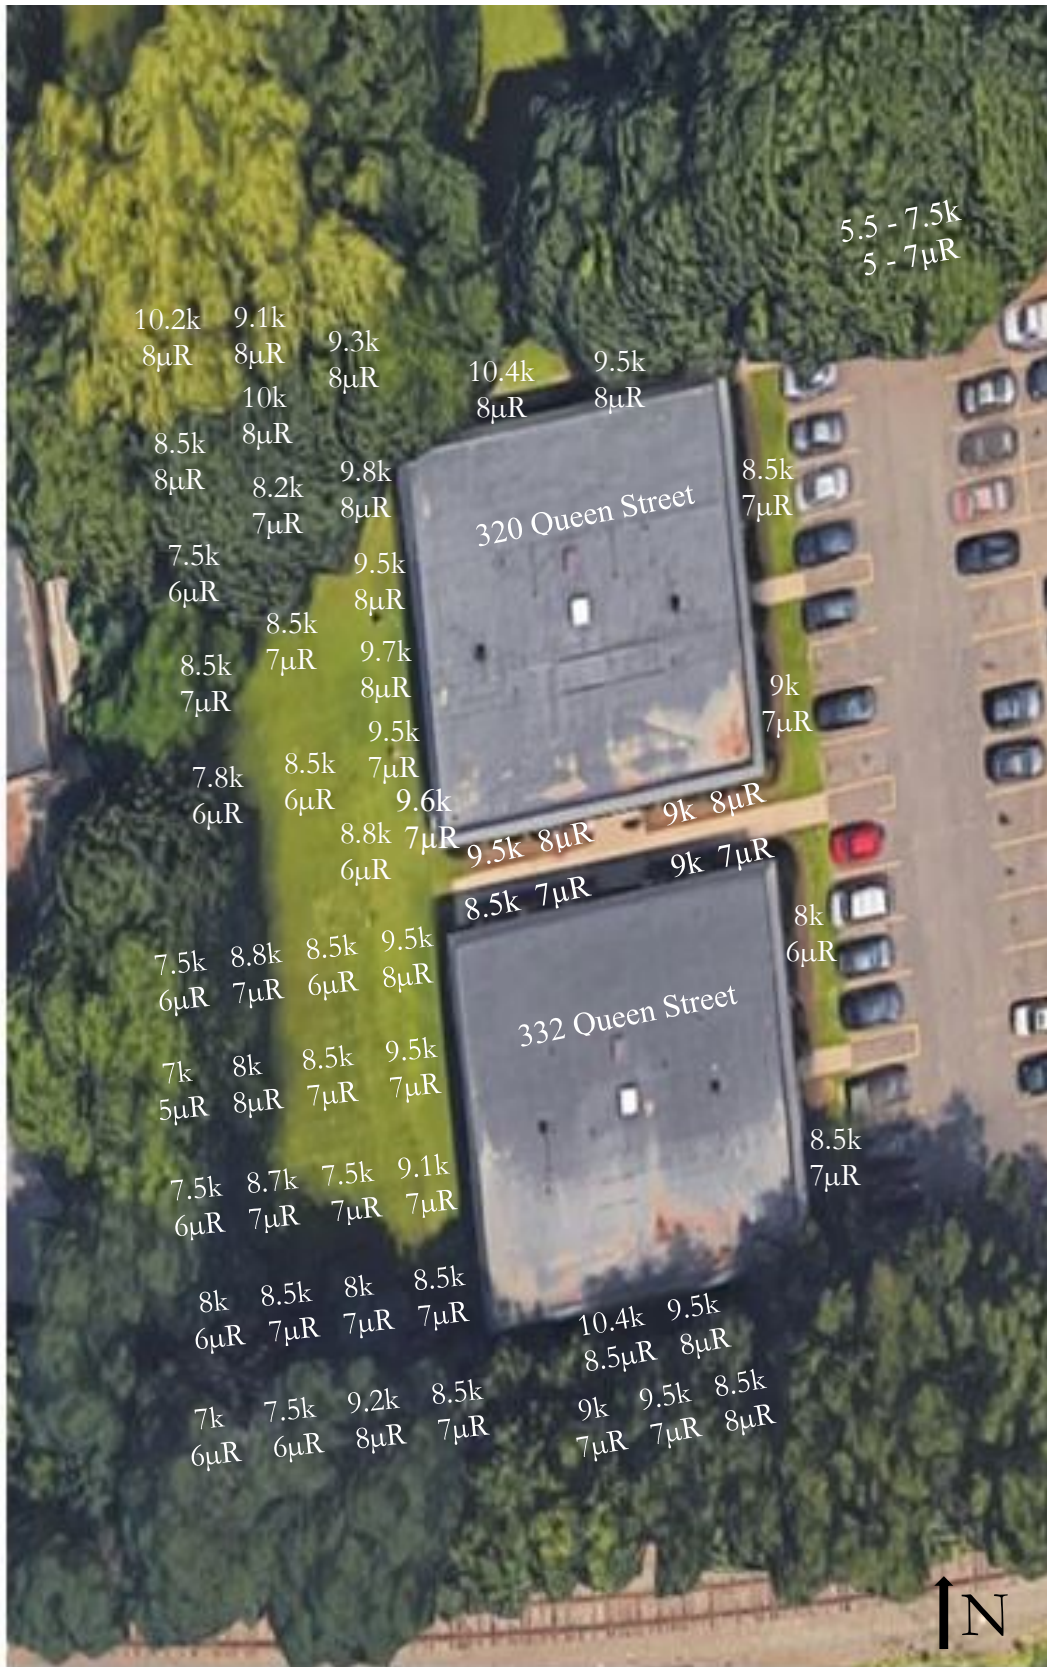 5.5 - 7.5k
5 - 7µR
10.2k
8µR
9.1k
8µR
9.3k
8µR
10.4k
8µR
9.5k
8µR
10k
8µR
8.5k
8µR
8.2k
7µR
9.8k
8µR
8.5k
7µR
320 Queen Street
7.5k
6µR
9.5k
8µR
8.5k
7µR
8.5k
7µR
9.7k
8µR
9k
7µR
9.5k
7µR
7.8k
6µR
8.5k
6µR
9.6k
7µR
8.8k
6µR
9.5k 8µR
9k 8µR
8.5k 7µR
9k 7µR
8k
6µR
7.5k
6µR
8.8k
7µR
8.5k
6µR
9.5k
8µR
332 Queen Street
7k
5µR
8k
8µR
8.5k
7µR
9.5k
7µR
8.5k
7µR
7.5k
6µR
8.7k
7µR
7.5k
7µR
9.1k
7µR
8k
6µR
8.5k
7µR
8k
7µR
8.5k
7µR
10.4k
8.5µR
9.5k
8µR
7k
6µR
7.5k
6µR
9.2k
8µR
8.5k
7µR
9k
7µR
9.5k
7µR
8.5k
8µR
N